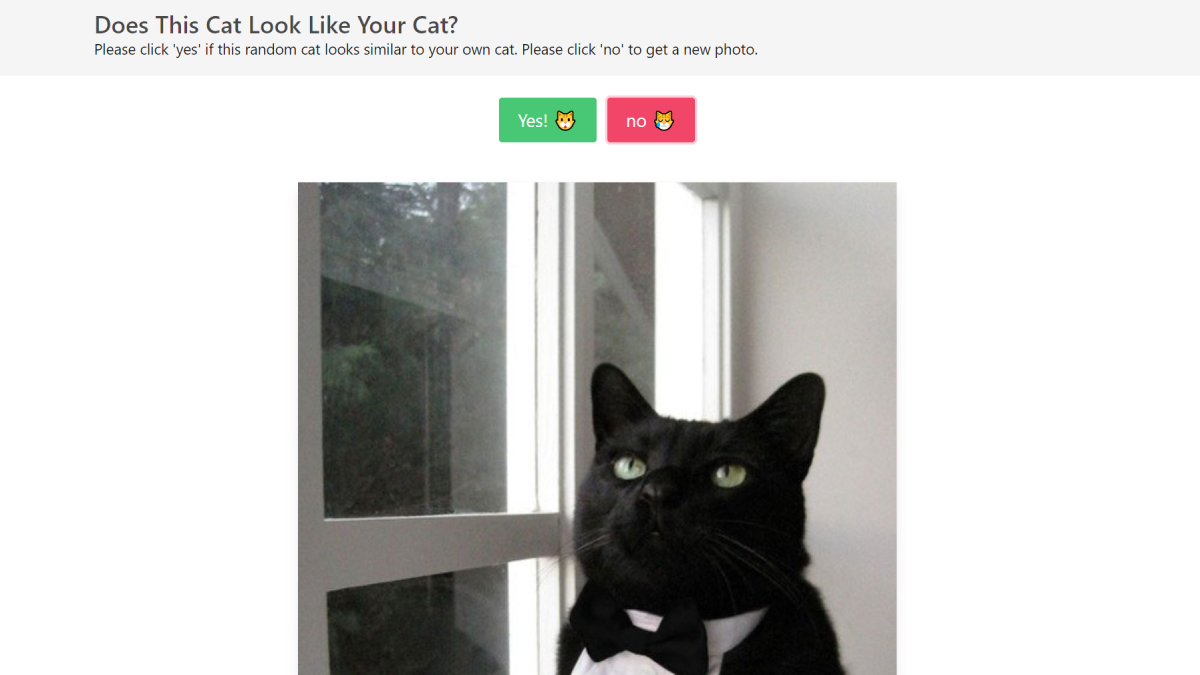 Does This Cat Look Like Your Cat?
Please click 'yes' if this random cat looks similar to your own cat. Please click 'no' to get a new photo.
Yes! 🐱
no 😹